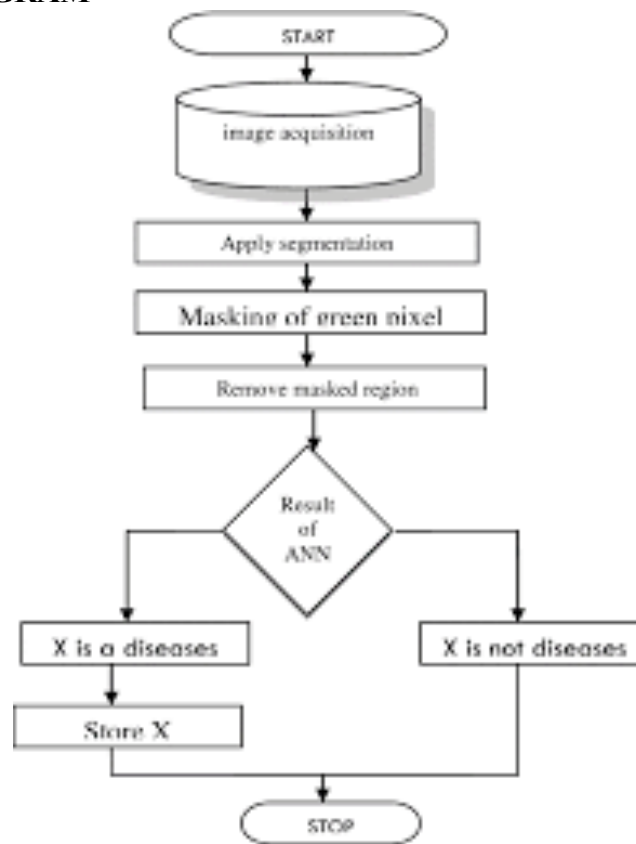 START
image acquisition
Apply segmentation
Masking of green pixel
Remove masked region
Result
of
ANN
X is a diseases
X is not diseases
Store X
STOP